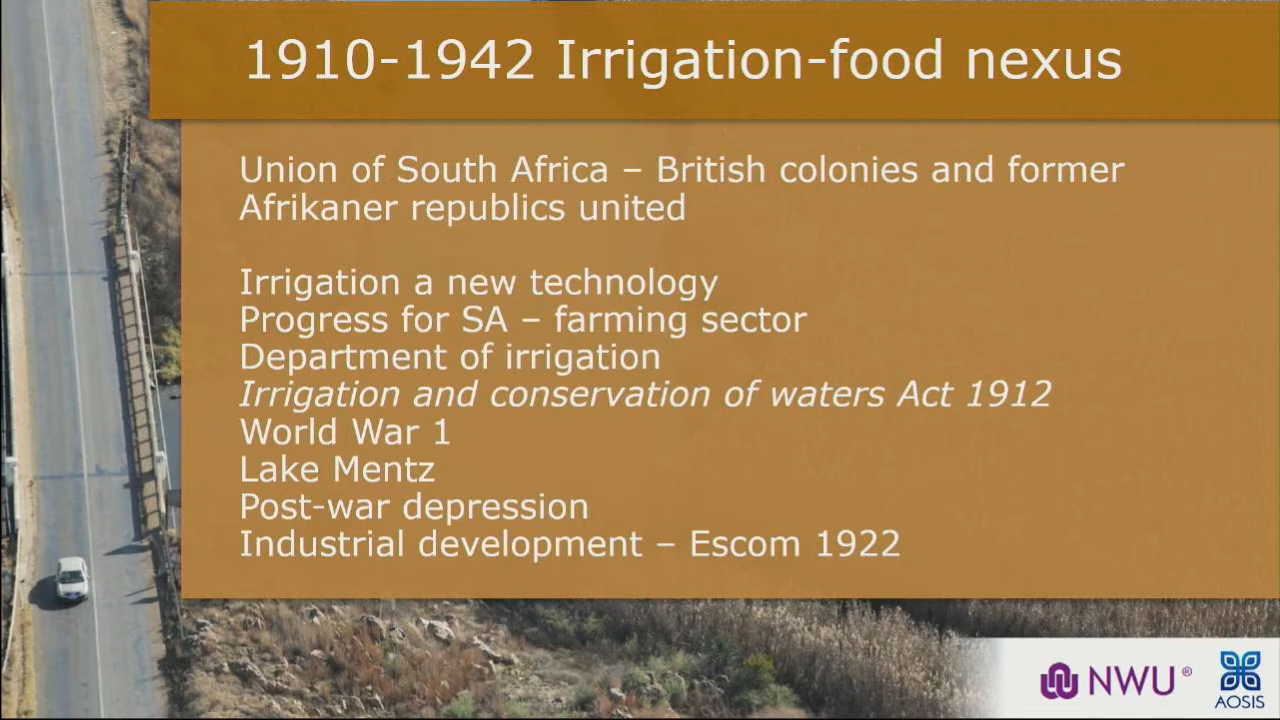 1910-1942 Irrigation-food nexus
Union of South Africa – British colonies and former
Afrikaner republics united
Irrigation a new technology
Progress for SA – farming sector
Department of irrigation
Irrigation and conservation of waters Act 1912
World War 1
Lake Mentz
Post-war depression
Industrial development – Escom 1922
NWU®
AOSIS